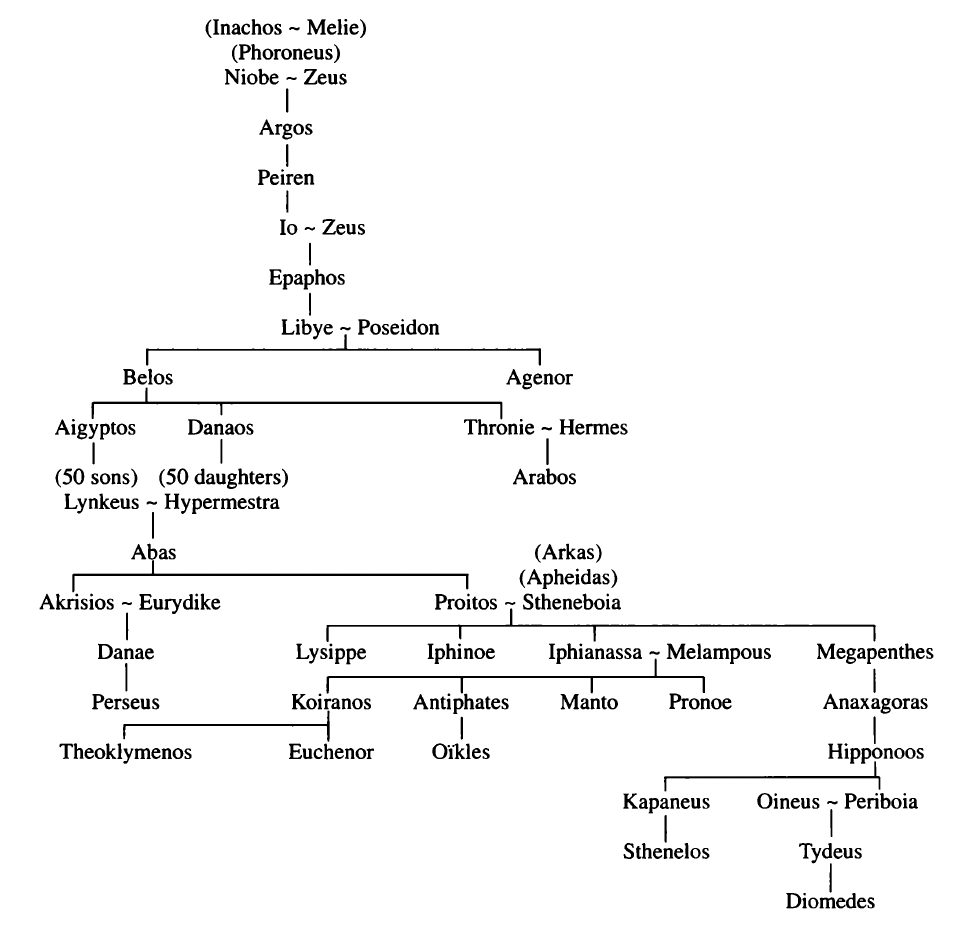 (Inachos ~ Melie)
(Phoroneus)
Niobe ~ Zeus
Argos
Peiren
Io ~ Zeus
Epaphos
Libye ~ Poseidon
Belos Agenor
Aigyptos Danaos Thronie ~ Hermes
(50 sons) (50 daughters) Arabos
Lynkeus ~ Hypermestra
Abas (Arkas)
(Apheidas)
Akrisios ~ Eurydike Proitos ~ Stheneboia
Danae Lysippe Iphinoe Iphianassa ~ Melampous Megapenthes
Perseus Koiranos Antiphates Manto Pronoe Anaxagoras
Theoklymenos Euchenor Oïkles Hipponoos
Kapaneus Oineus ~ Periboia
Sthenelos Tydeus
Diomedes